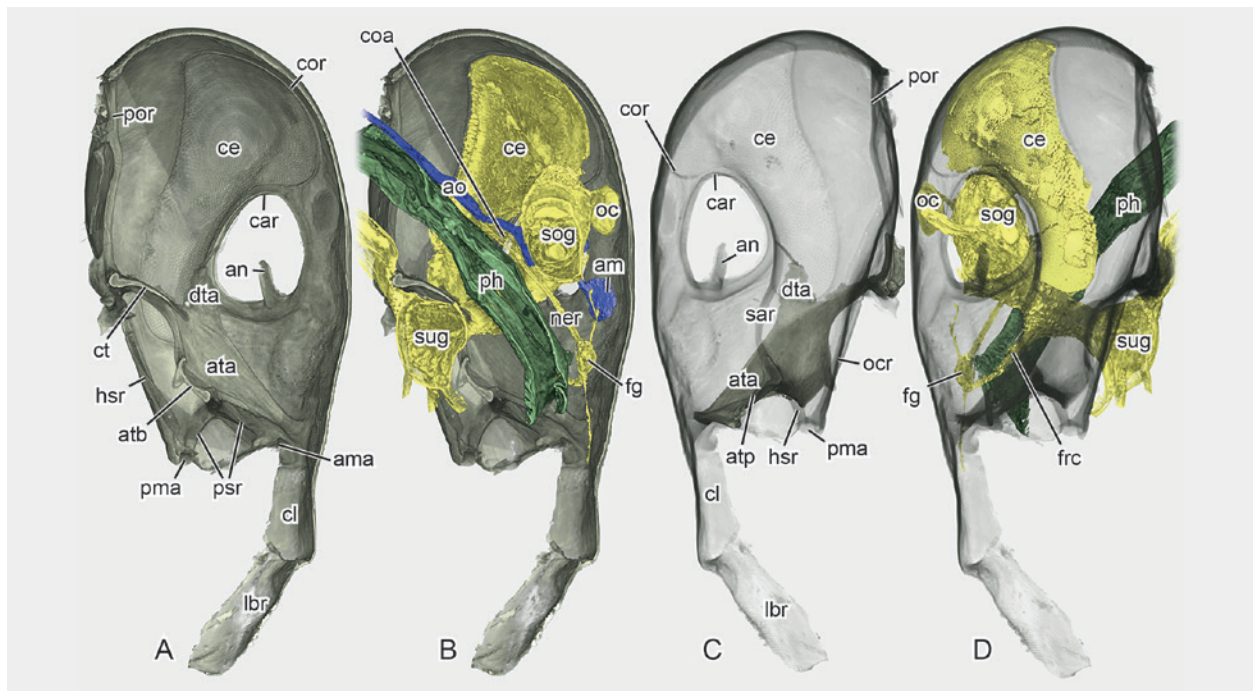 cor
por
ce
car
an
dta
ct
hsr
ata
atb
pma
psr
ama
cl
lbr
A
coa
ce
ao
oc
sog
am
ph
ner
sug
fg
B
por
cor
ce
car
an
dta
sar
ocr
ata
atp
hsr
pma
cl
lbr
C
ce
oc
sog
ph
sug
fg
frc
D